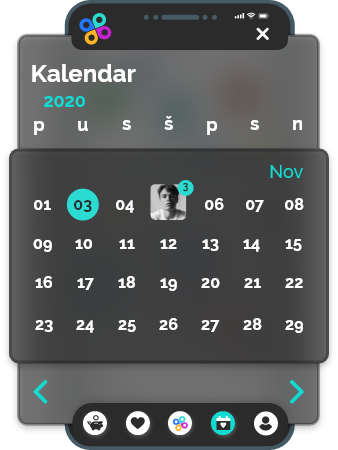 Kalendar
2020
p u s š p s n
Nov
01 03 04 3 06 07 08
09 10 11 12 13 14 15
16 17 18 19 20 21 22
23 24 25 26 27 28 29